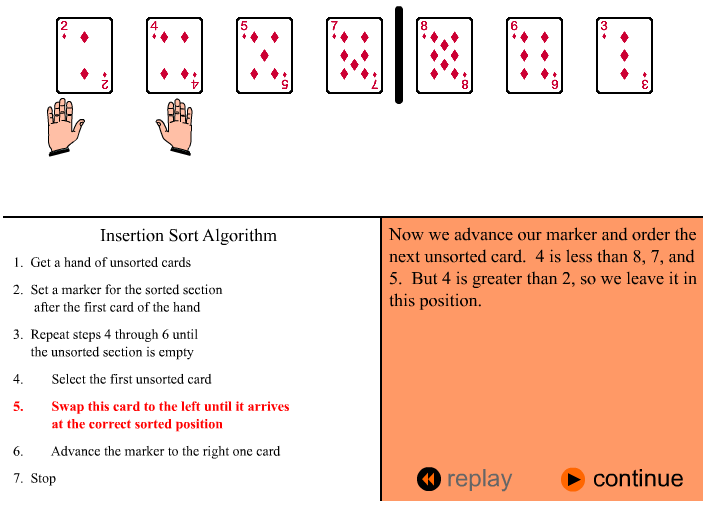 2 4 5 7 8 6 3
2 4 5 7 8 6 3
Insertion Sort Algorithm
1. Get a hand of unsorted cards
2. Set a marker for the sorted section
after the first card of the hand
3. Repeat steps 4 through 6 until
the unsorted section is empty
4. Select the first unsorted card
5. Swap this card to the left until it arrives
at the correct sorted position
6. Advance the marker to the right one card
7. Stop
Now we advance our marker and order the
next unsorted card. 4 is less than 8, 7, and
5. But 4 is greater than 2, so we leave it in
this position.
replay continue